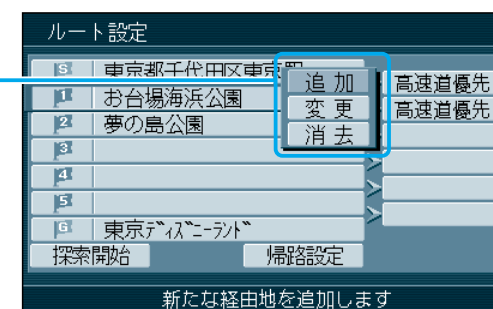 ルート設定
S 東京都千代田区東京
追加
高速道優先
1 お台場海浜公園
変更
高速道優先
2 夢の島公園
消去
3
4
5
G 東京ディズニーランド
探索開始 帰路設定
新たな経由地を追加します